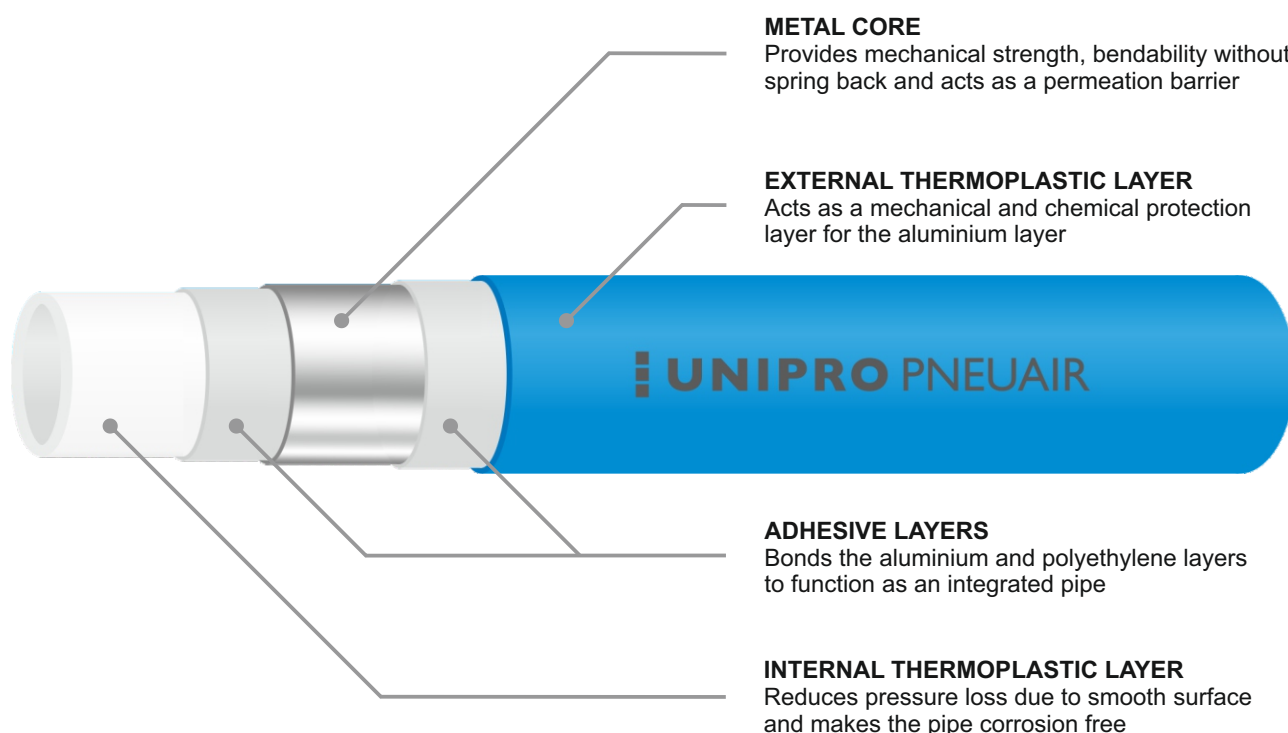 METAL CORE
Provides mechanical strength, bendability without
spring back and acts as a permeation barrier
EXTERNAL THERMOPLASTIC LAYER
Acts as a mechanical and chemical protection
layer for the aluminium layer
UNIPRO PNEUAIR
ADHESIVE LAYERS
Bonds the aluminium and polyethylene layers
to function as an integrated pipe
INTERNAL THERMOPLASTIC LAYER
Reduces pressure loss due to smooth surface
and makes the pipe corrosion free